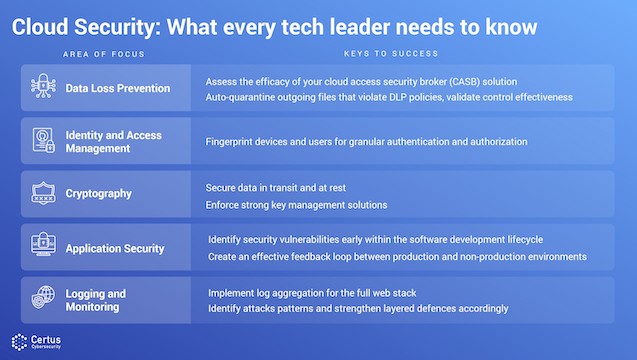 Cloud Security: What every tech leader needs to know
AREA OF FOCUS
KEYS TO SUCCESS
Data Loss Prevention
Assess the efficacy of your cloud access security broker (CASB) solution
Auto-quarantine outgoing files that violate DLP policies, validate control effectiveness
Identity and Access
Management
Fingerprint devices and users for granular authentication and authorization
Cryptography
Secure data in transit and at rest
Enforce strong key management solutions
Application Security
Identify security vulnerabilities early within the software development lifecycle
Create an effective feedback loop between production and non-production environments
Logging and
Monitoring
Implement log aggregation for the full web stack
Identify attacks patterns and strengthen layered defences accordingly
Certus
Cybersecurity